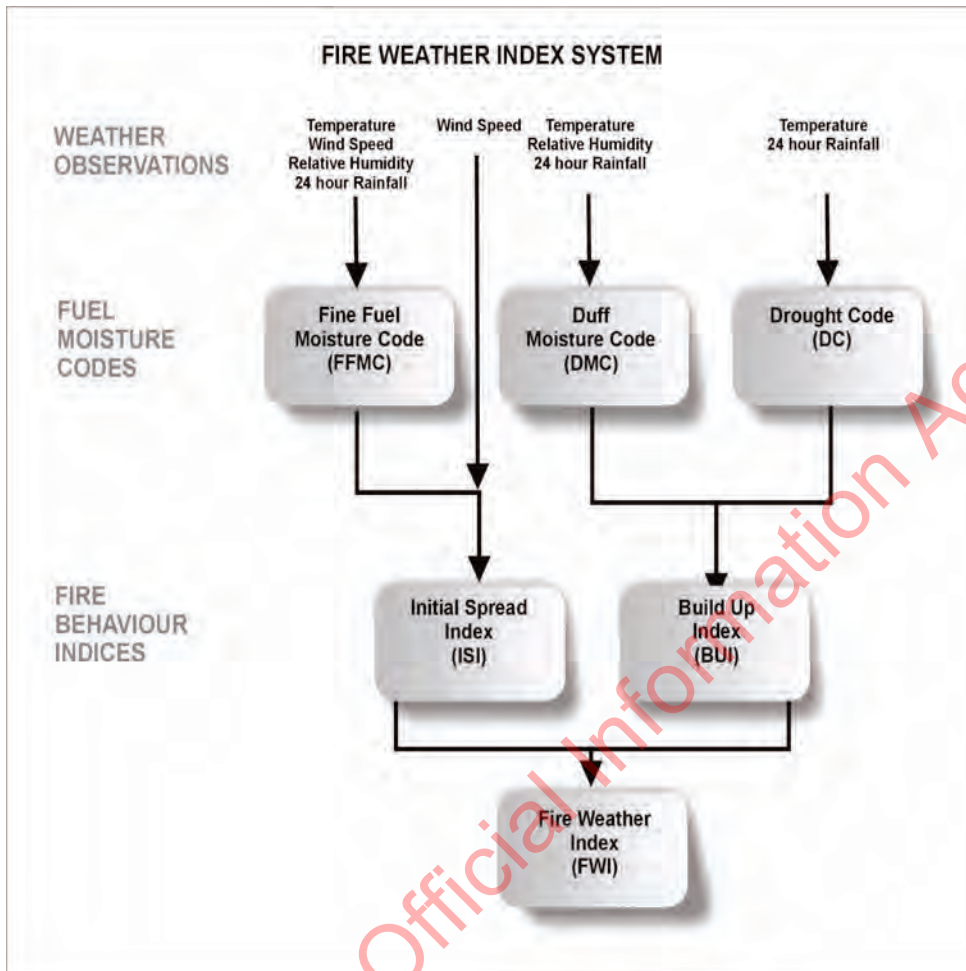 FIRE WEATHER INDEX SYSTEM
WEATHER
OBSERVATIONS
Temperature
Wind Speed
Relative Humidity
24 hour Rainfall
Wind Speed
Temperature
Relative Humidity
24 hour Rainfall
Temperature
24 hour Rainfall
FUEL
MOISTURE
CODES
Fine Fuel
Moisture Code
(FFMC)
Duff
Moisture Code
(DMC)
Drought Code
(DC)
FIRE
BEHAVIOUR
INDICES
Initial Spread
Index
(ISI)
Build Up
Index
(BUI)
Fire Weather
Index
(FWI)
Official Information